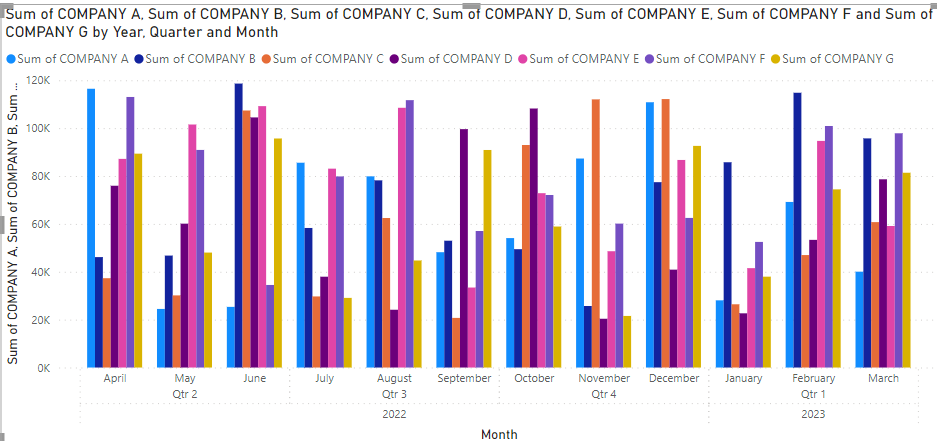 Sum of COMPANY A, Sum of COMPANY B, Sum of COMPANY C, Sum of COMPANY D, Sum of COMPANY E, Sum of COMPANY F and Sum of
COMPANY G by Year, Quarter and Month
Sum of COMPANY A Sum of COMPANY B Sum of COMPANY C Sum of COMPANY D Sum of COMPANY E Sum of COMPANY F Sum of COMPANY G
Sum of COMPANY A, Sum of COMPANY B, Sum ...
120K
100K
80K
60K
40K
20K
0K
April May June July August September October November December January February March
Qtr 2 Qtr 3 Qtr 4 Qtr 1
2022 2023
Month